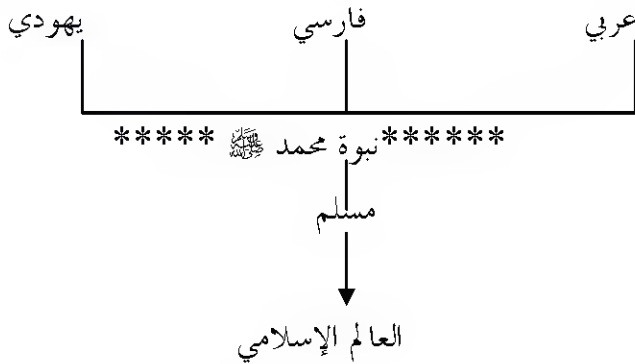 عربي فارسي يهودي
******نبوة محمد ﷺ *****
مسلم
العالم الإسلامي